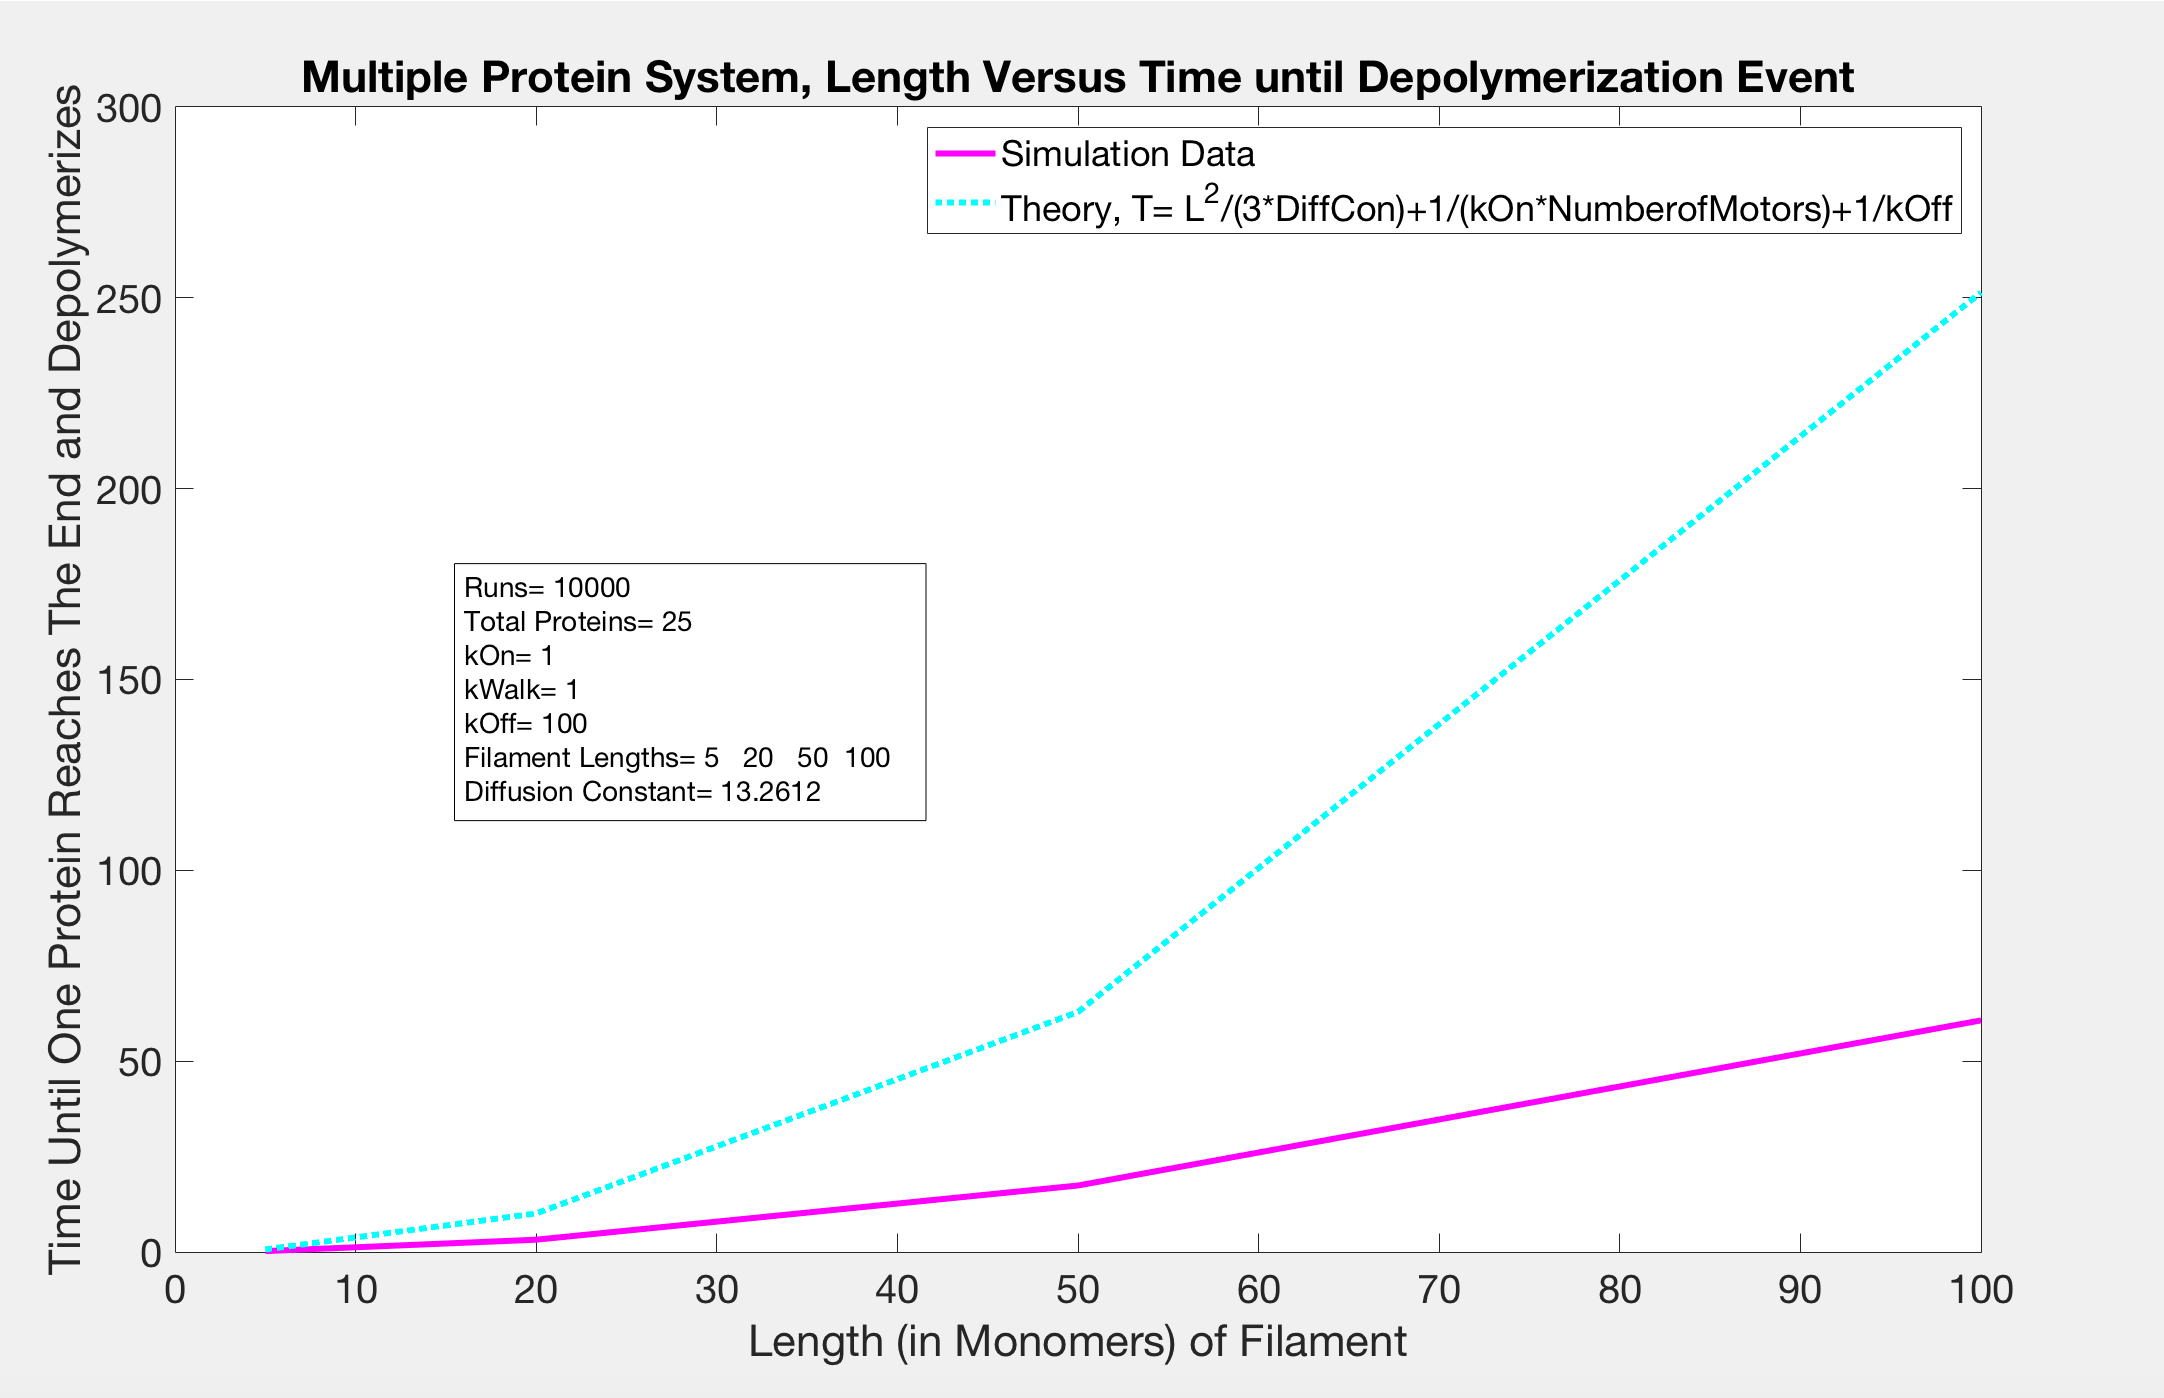 Multiple Protein System, Length Versus Time until Depolymerization Event
Time Until One Protein Reaches The End and Depolymerizes
300
250
200
150
100
50
0
Simulation Data
Theory, T= L^2/(3*DiffCon)+1/(kOn*NumberofMotors)+1/kOff
Runs= 10000
Total Proteins= 25
kOn= 1
kWalk= 1
kOff= 100
Filament Lengths= 5 20 50 100
Diffusion Constant= 13.2612
0 10 20 30 40 50 60 70 80 90 100
Length (in Monomers) of Filament